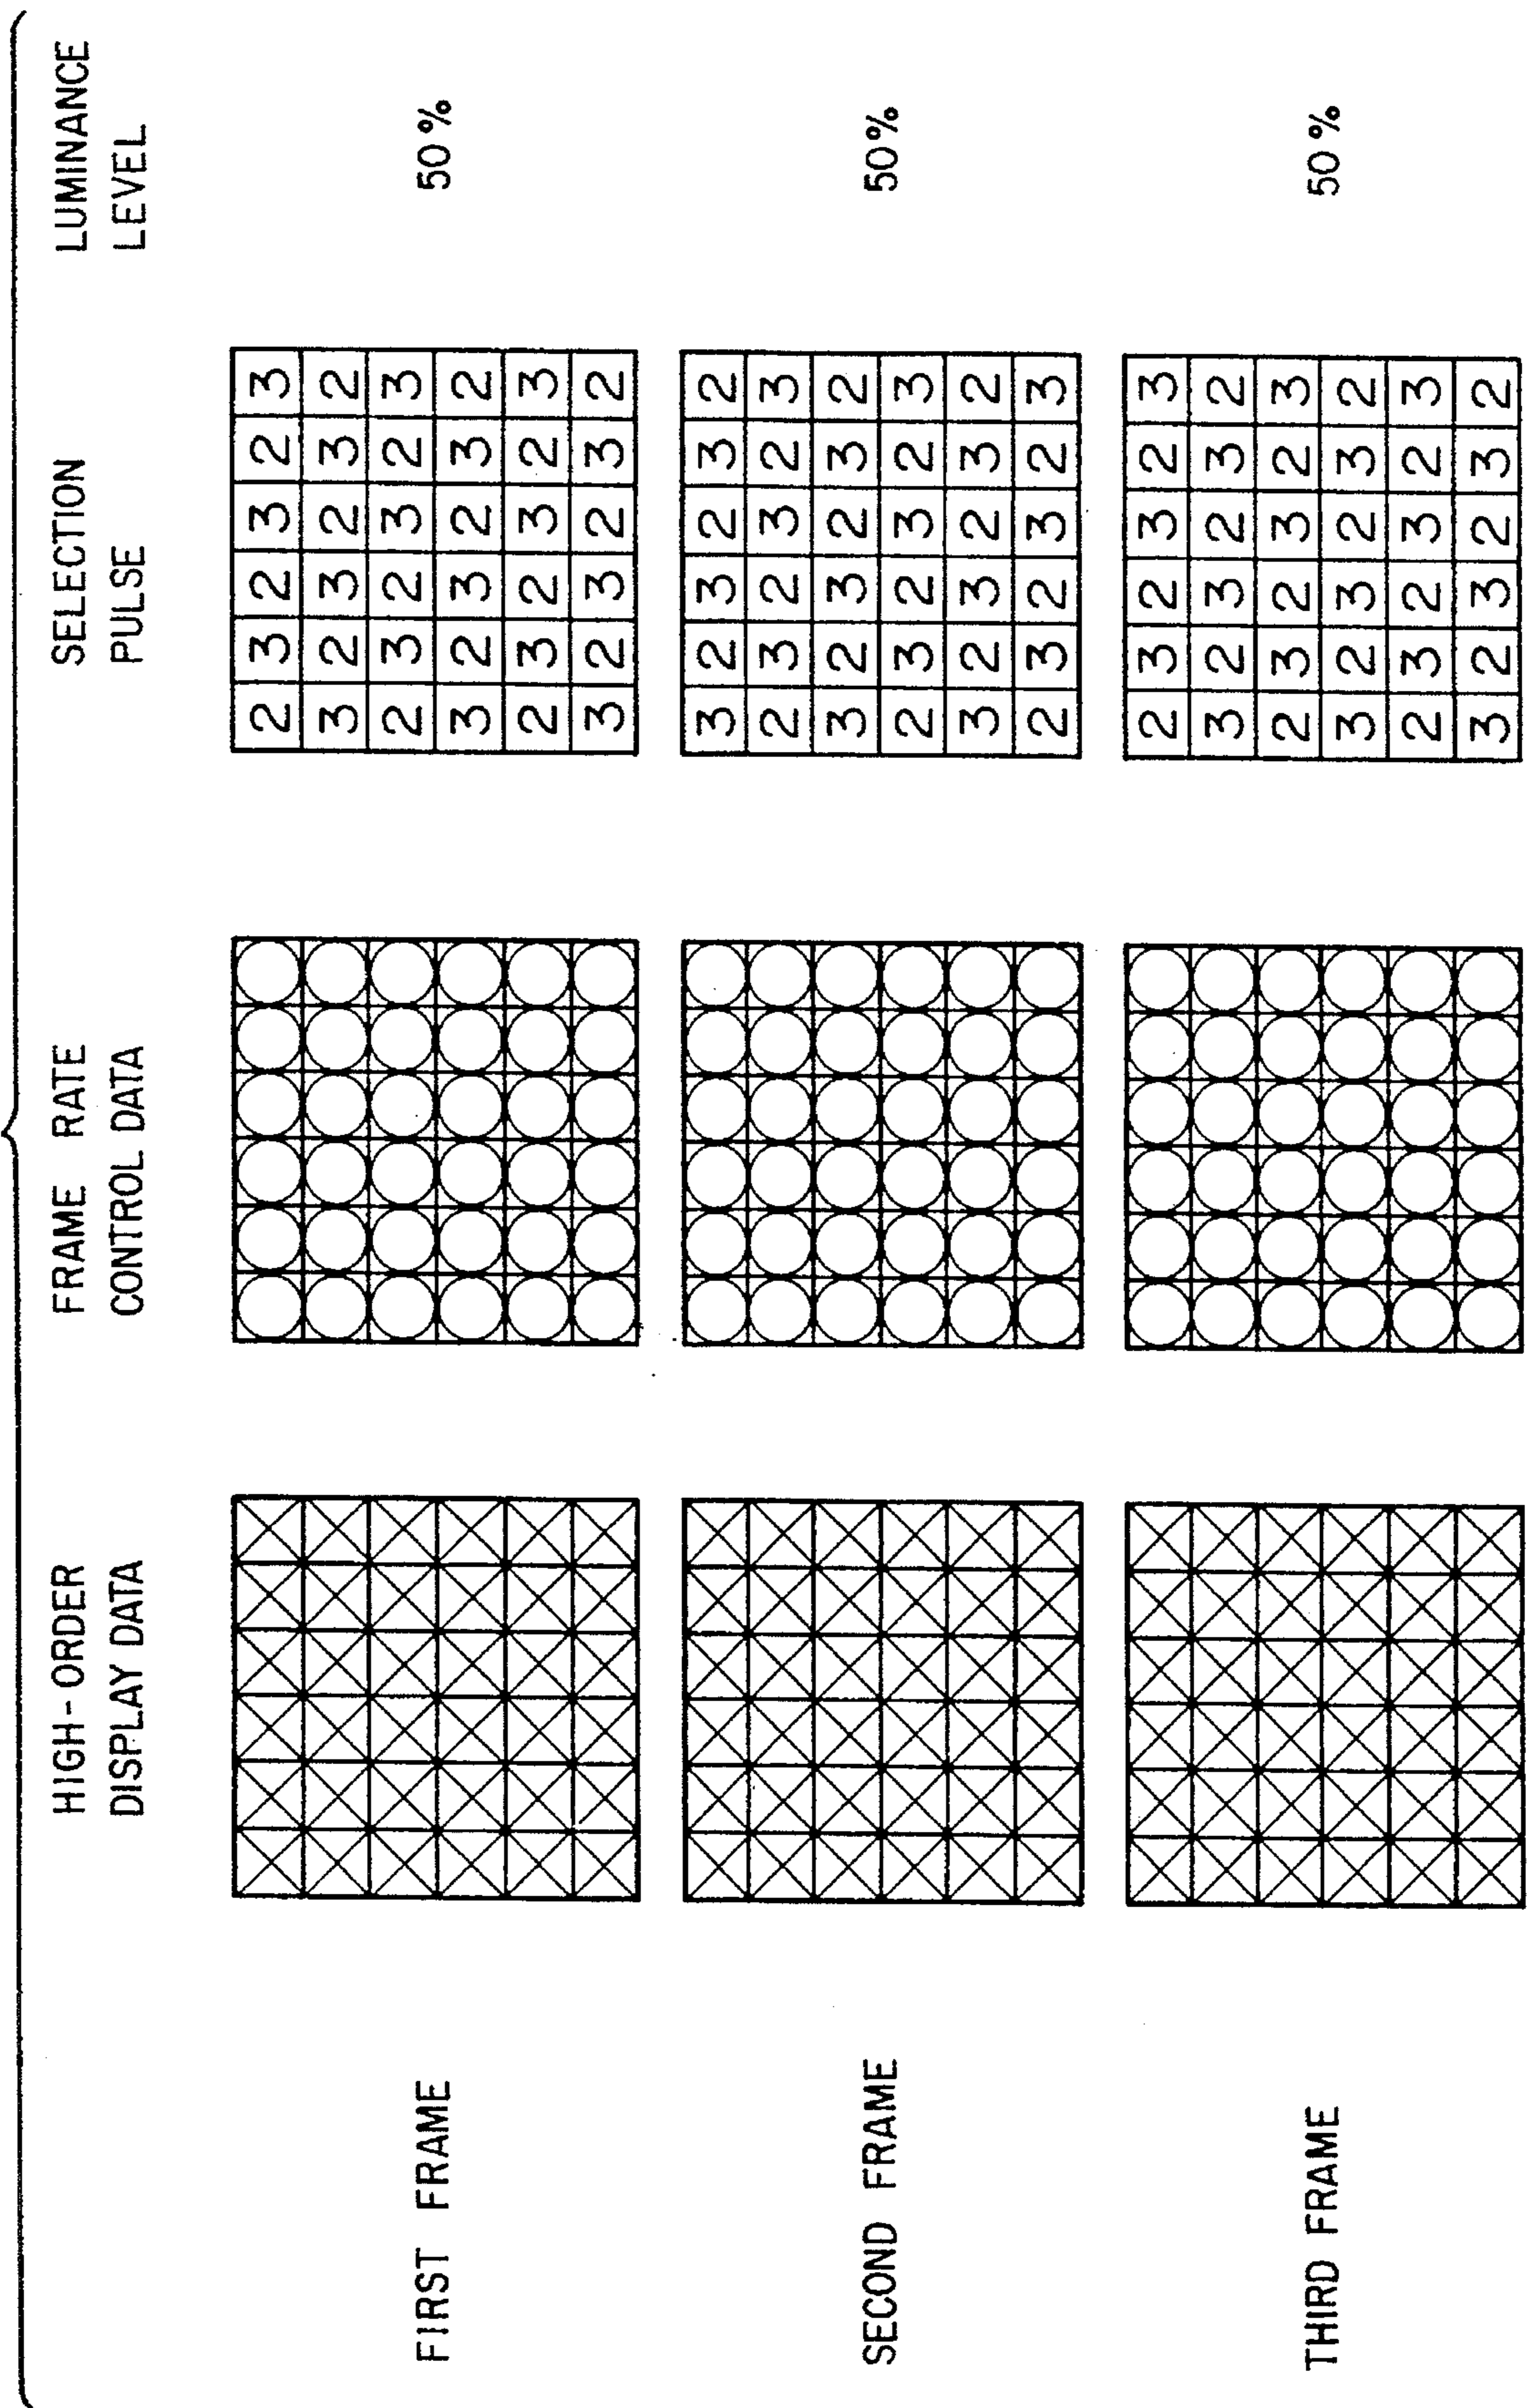 HIGH-ORDER
DISPLAY DATA
FRAME RATE
CONTROL DATA
SELECTION
PULSE
LUMINANCE
LEVEL
FIRST FRAME
2 3 2 3 2 3
3 2 3 2 3 2
2 3 2 3 2 3
3 2 3 2 3 2
2 3 2 3 2 3
3 2 3 2 3 2
50%
SECOND FRAME
3 2 3 2 3 2
2 3 2 3 2 3
3 2 3 2 3 2
2 3 2 3 2 3
3 2 3 2 3 2
2 3 2 3 2 3
50%
THIRD FRAME
2 3 2 3 2 3
3 2 3 2 3 2
2 3 2 3 2 3
3 2 3 2 3 2
2 3 2 3 2 3
3 2 3 2 3 2
50%